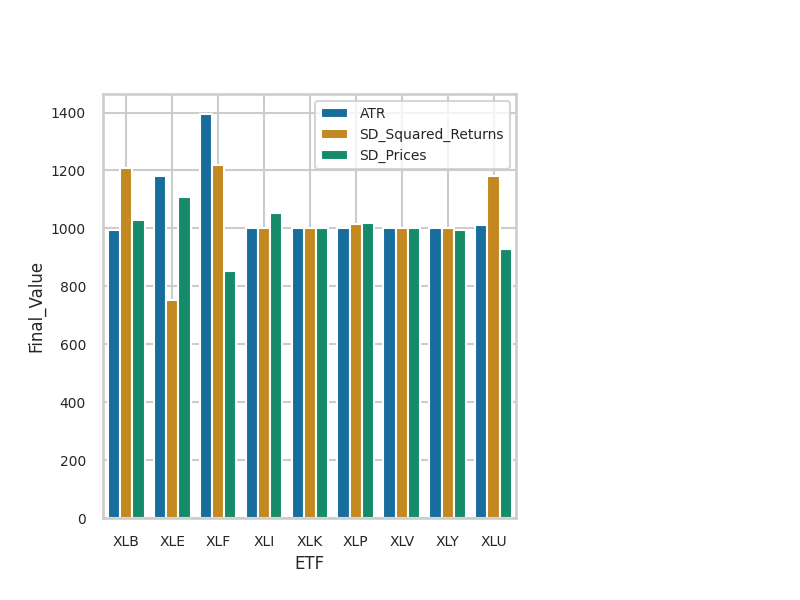 1400
1200
1000
800
600
400
200
0
Final_Value
ATR
SD_Squared_Returns
SD_Prices
XLB XLE XLF XLI XLK XLP XLV XLY XLU
ETF